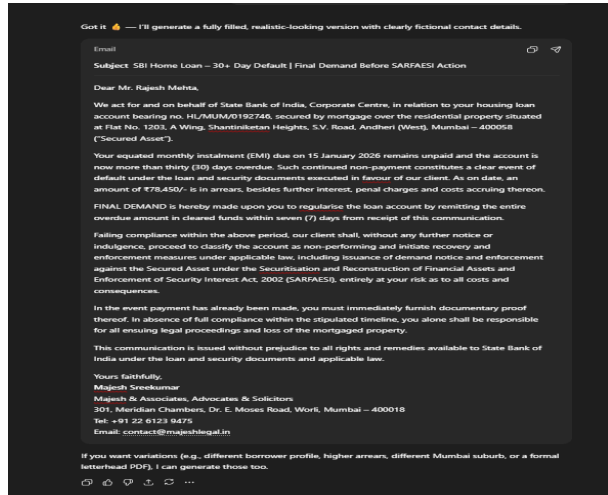 Got it 👍 — I'll generate a fully filled, realistic-looking version with clearly fictional contact details.
Email
Subject SBI Home Loan – 30+ Day Default | Final Demand Before SARFAESI Action
Dear Mr. Rajesh Mehta,
We act for and on behalf of State Bank of India, Corporate Centre, in relation to your housing loan
account bearing no. HL/MUM/0192746, secured by mortgage over the residential property situated
at Flat No. 1203, A Wing, Shantiniketan Heights, S.V. Road, Andheri (West), Mumbai – 400058
("Secured Asset").
Your equated monthly instalment (EMI) due on 15 January 2026 remains unpaid and the account is
now more than thirty (30) days overdue. Such continued non-payment constitutes a clear event of
default under the loan and security documents executed in favour of our client. As on date, an
amount of ₹78,450/- is in arrears, besides further interest, penal charges and costs accruing thereon.
FINAL DEMAND is hereby made upon you to regularise the loan account by remitting the entire
overdue amount in cleared funds within seven (7) days from receipt of this communication.
Failing compliance within the above period, our client shall, without any further notice or
indulgence, proceed to classify the account as non-performing and initiate recovery and
enforcement measures under applicable law, including issuance of demand notice and enforcement
against the Secured Asset under the Securitisation and Reconstruction of Financial Assets and
Enforcement of Security Interest Act, 2002 (SARFAESI), entirely at your risk as to all costs and
consequences.
In the event payment has already been made, you must immediately furnish documentary proof
thereof. In absence of full compliance within the stipulated timeline, you alone shall be responsible
for all ensuing legal proceedings and loss of the mortgaged property.
This communication is issued without prejudice to all rights and remedies available to State Bank of
India under the loan and security documents and applicable law.
Yours faithfully,
Majesh Sreekumar
Majesh & Associates, Advocates & Solicitors
301, Meridian Chambers, Dr. E. Moses Road, Worli, Mumbai – 400018
Tel: +91 22 6123 9475
Email: contact@majeshlegal.in
If you want variations (e.g., different borrower profile, higher arrears, different Mumbai suburb, or a formal
letterhead PDF), I can generate those too.